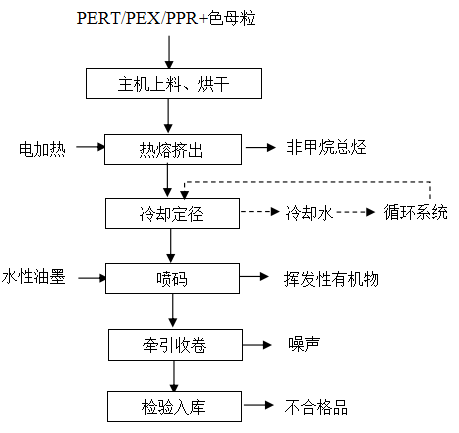 PERT/PEX/PPR+色母粒
主机上料、烘干
电加热
热熔挤出
非甲烷总烃
冷却定径
冷却水
循环系统
水性油墨
喷码
挥发性有机物
牵引收卷
噪声
检验入库
不合格品